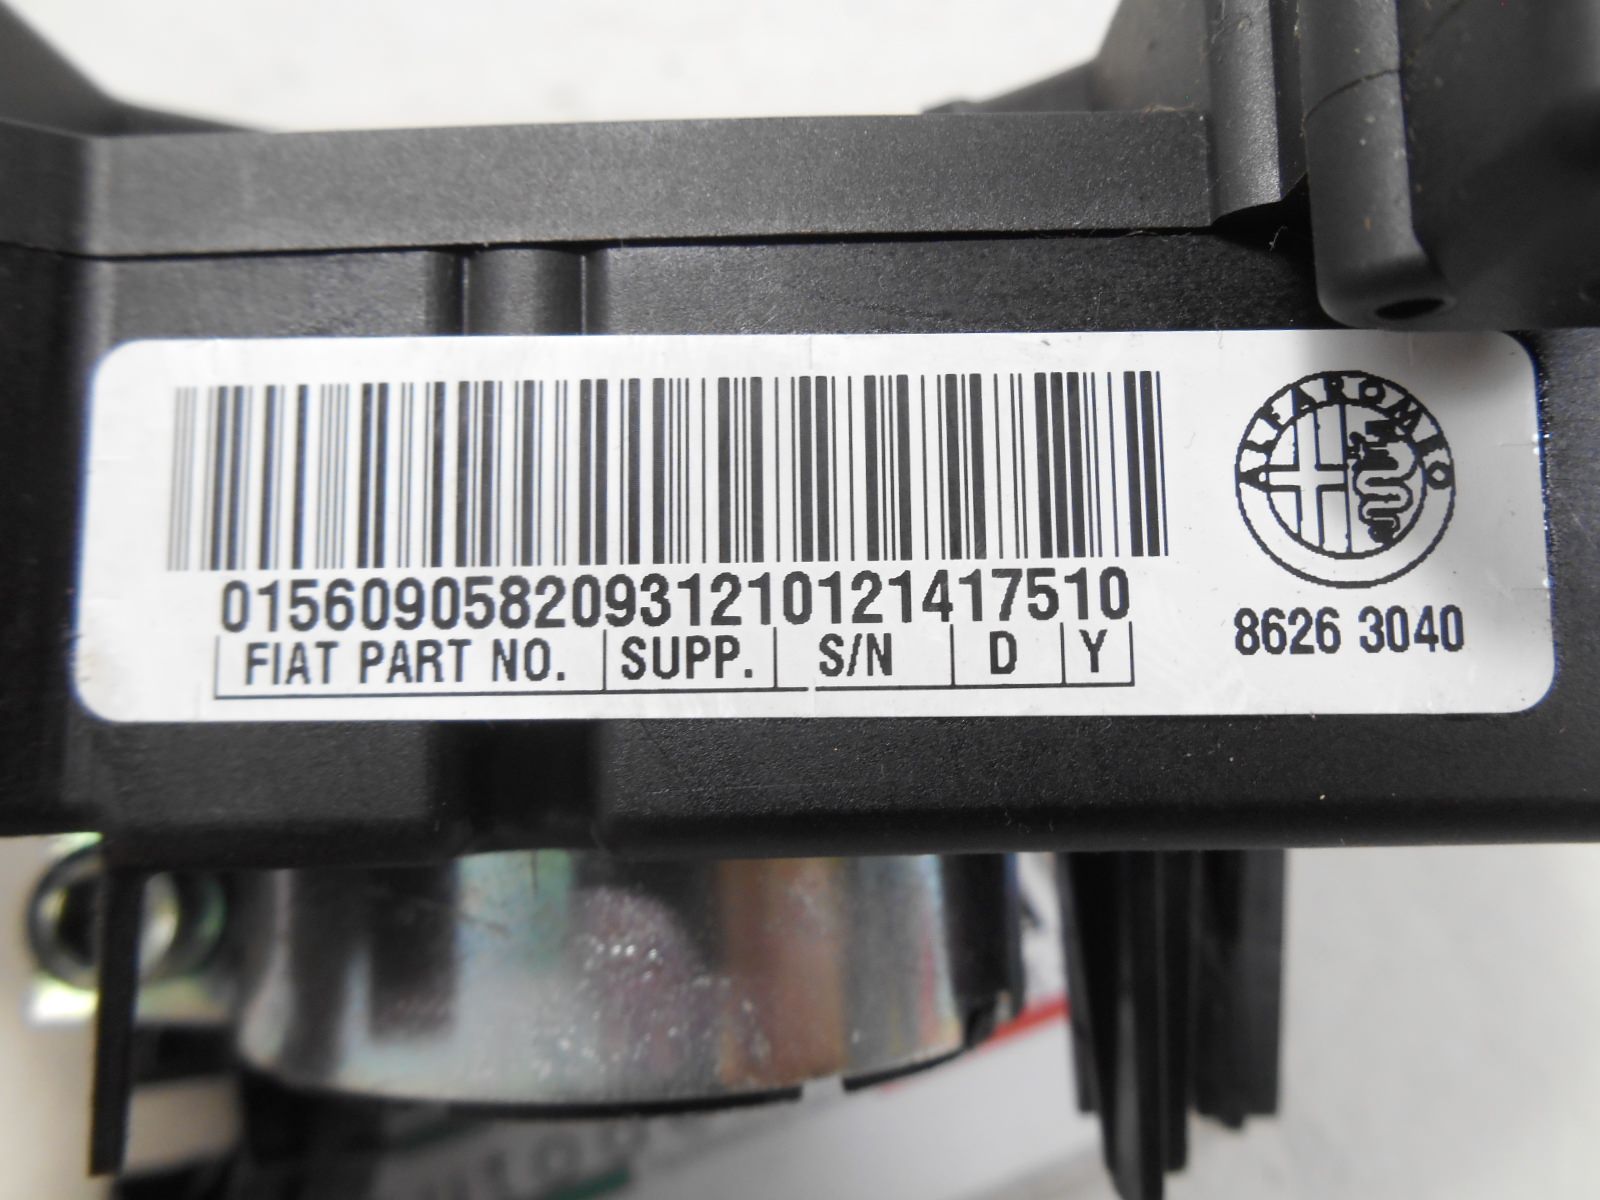 ALFA ROMEO
01560905820931210121417510
FIAT PART NO. SUPP. S/N D Y
8626 3040